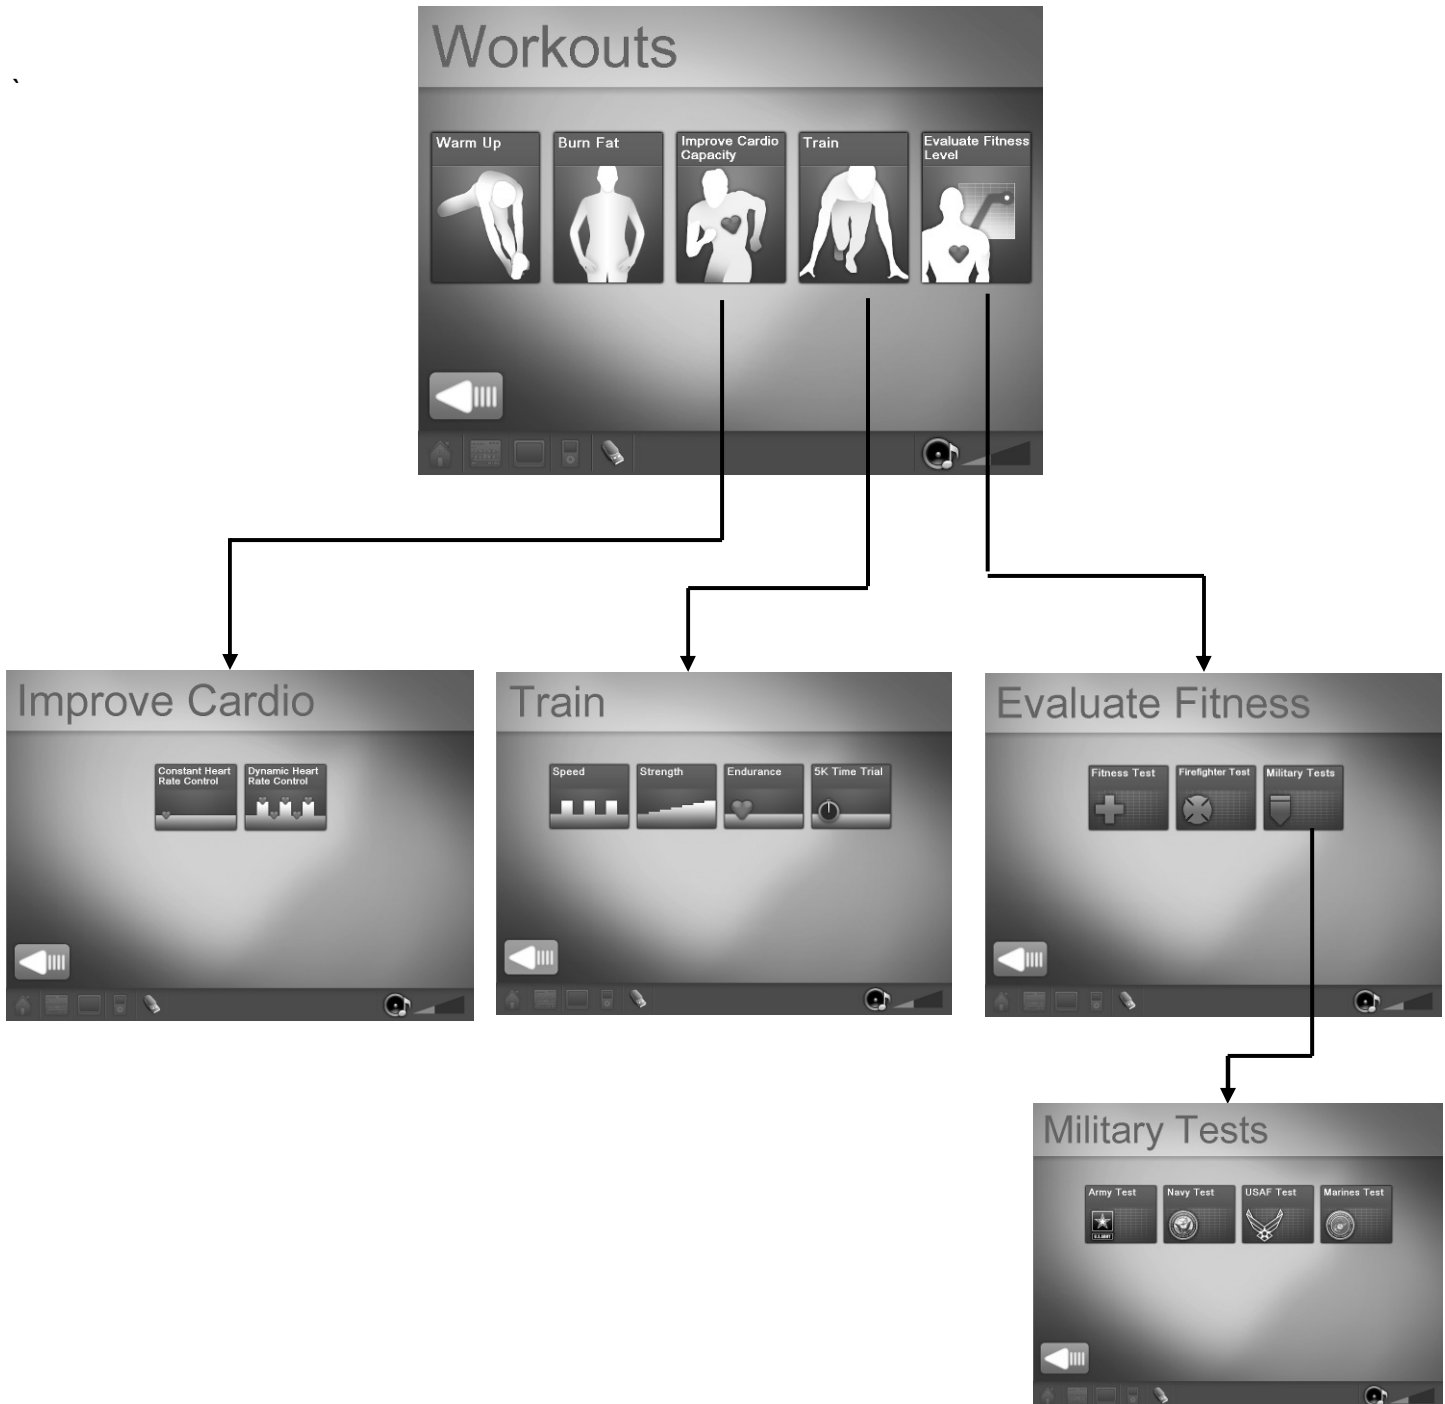 Workouts
`
Warm Up
Burn Fat
Improve Cardio
Capacity
Train
Evaluate Fitness
Level
Improve Cardio
Constant Heart
Rate Control
Dynamic Heart
Rate Control
Train
Speed
Strength
Endurance
5K Time Trial
Evaluate Fitness
Fitness Test
Firefighter Test
Military Tests
Military Tests
Army Test
Navy Test
USAF Test
Marines Test
U.S.ARMY